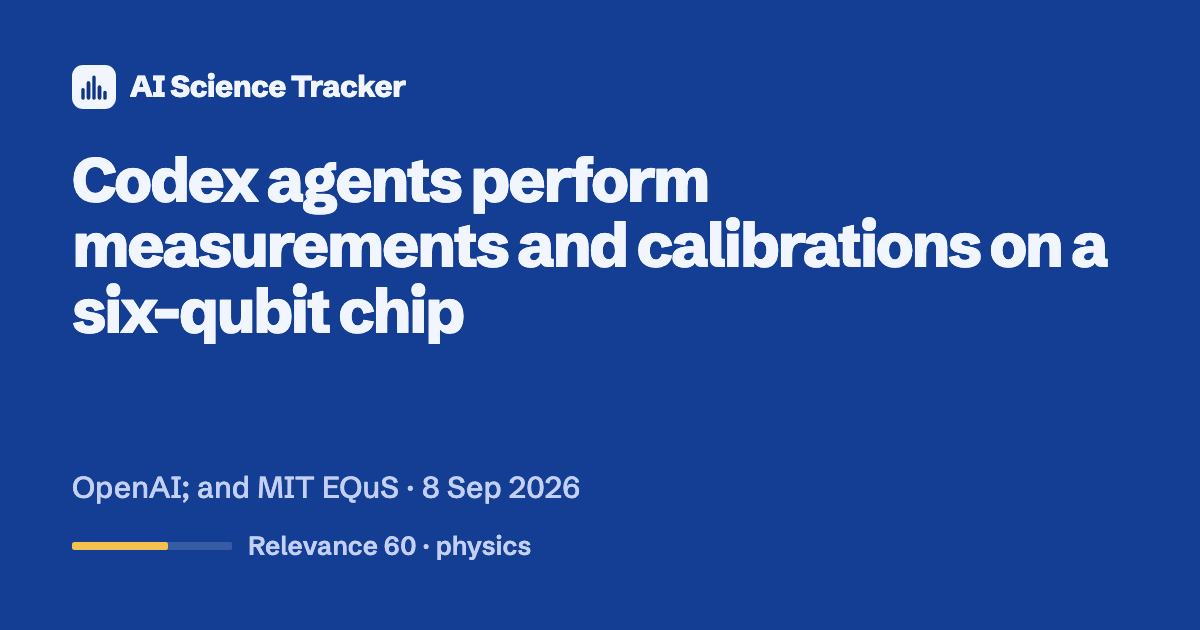 AI Science Tracker
Codex agents perform
measurements and calibrations on a
six-qubit chip
OpenAI; and MIT EQuS · 8 Sep 2026
Relevance 60 · physics